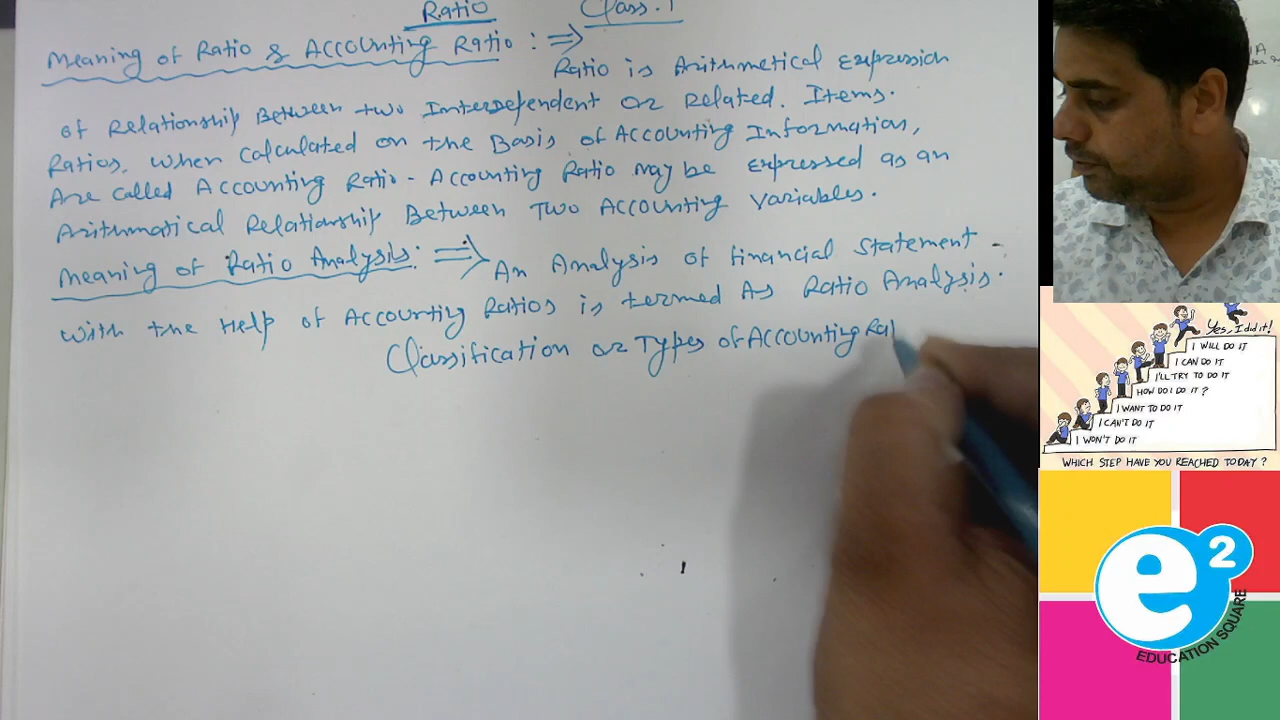 Ratio
Class. 1
Meaning of Ratio & Accounting Ratio : ⇒
Ratio is Arithmetical expression
of Relationship Between two Interdependent or Related. Items.
Ratios, when calculated on the Basis of Accounting Information,
Are called Accounting Ratio - Accounting Ratio may be expressed as an
Arithmatical Relationship Between Two Accounting variables.
Meaning of Ratio Analysis: ⇒ An Analysis of financial Statement
with the Help of Accounting Ratios is termed As Ratio Analysis.
Classification or Types of Accounting Rat
Yes, I did it!
I WILL DO IT
I CAN DO IT
I'LL TRY TO DO IT
HOW DO I DO IT?
I WANT TO DO IT
I CAN'T DO IT
I WON'T DO IT
WHICH STEP HAVE YOU REACHED TODAY?
e2
EDUCATION SQUARE